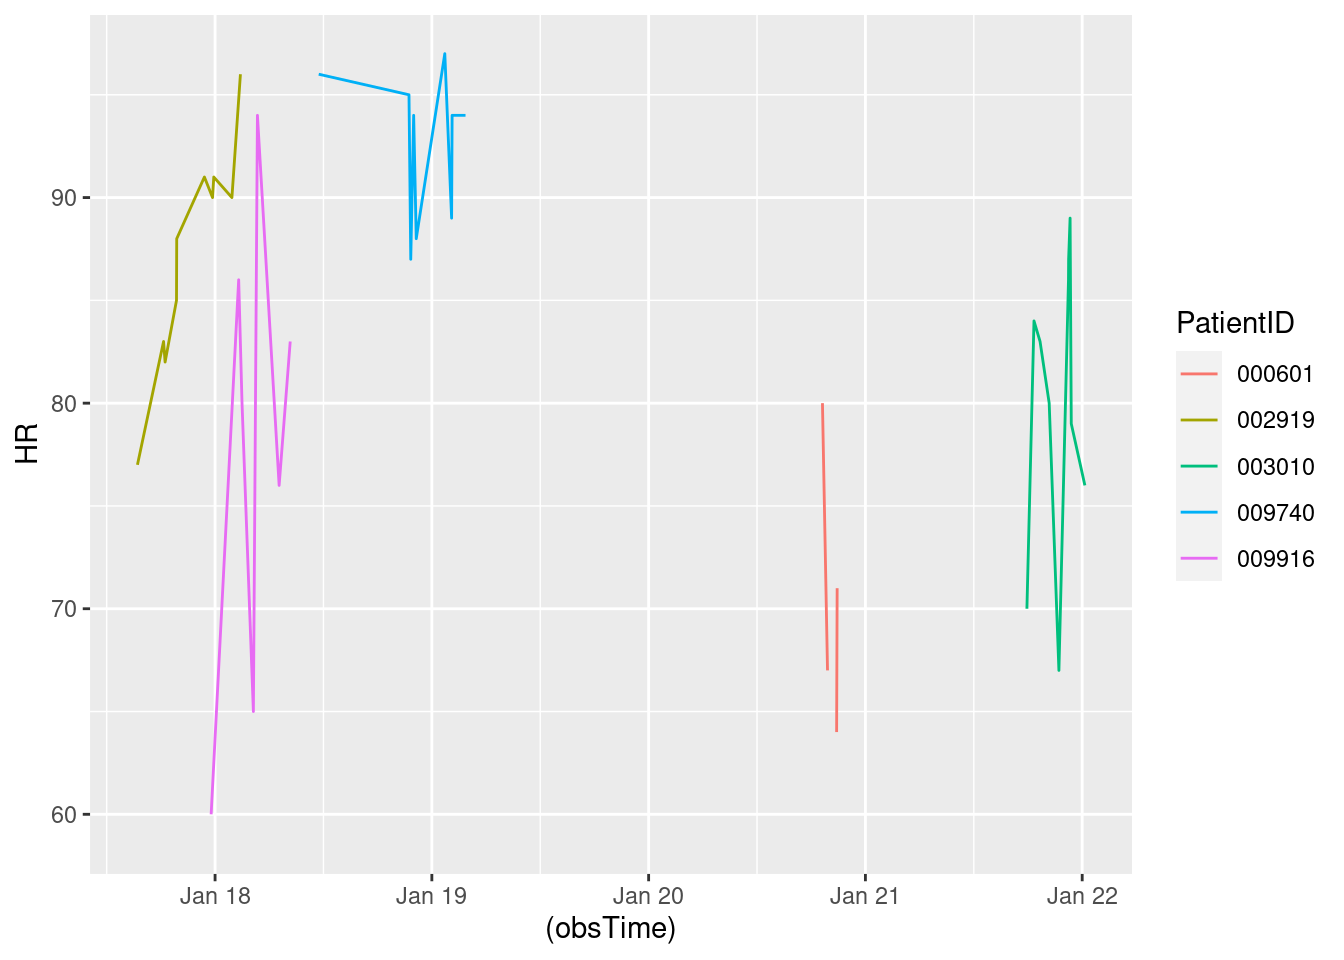 90
80
70
60
HR
Jan 18
Jan 19
Jan 20
Jan 21
Jan 22
(obsTime)
PatientID
000601
002919
003010
009740
009916